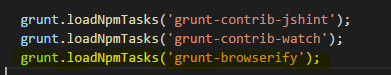 grunt.loadNpmTasks('grunt-contrib-jshint');
grunt.loadNpmTasks('grunt-contrib-watch');
grunt.loadNpmTasks('grunt-browserify');